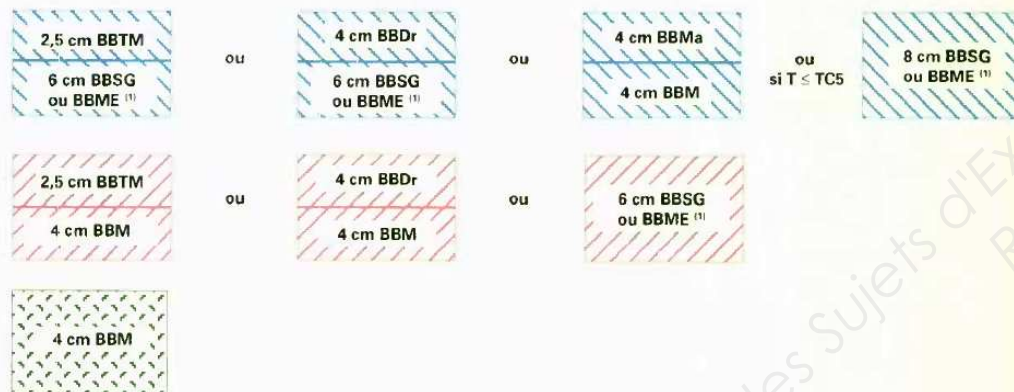 2,5 cm BBTM
6 cm BBSG
ou BBME (1)
ou
4 cm BBDr
6 cm BBSG
ou BBME (1)
ou
4 cm BBMa
4 cm BBM
ou
si T ≤ TC5
8 cm BBSG
ou BBME (1)
2,5 cm BBTM
4 cm BBM
ou
4 cm BBDr
4 cm BBM
ou
6 cm BBSG
ou BBME (1)
4 cm BBM
des Sujets